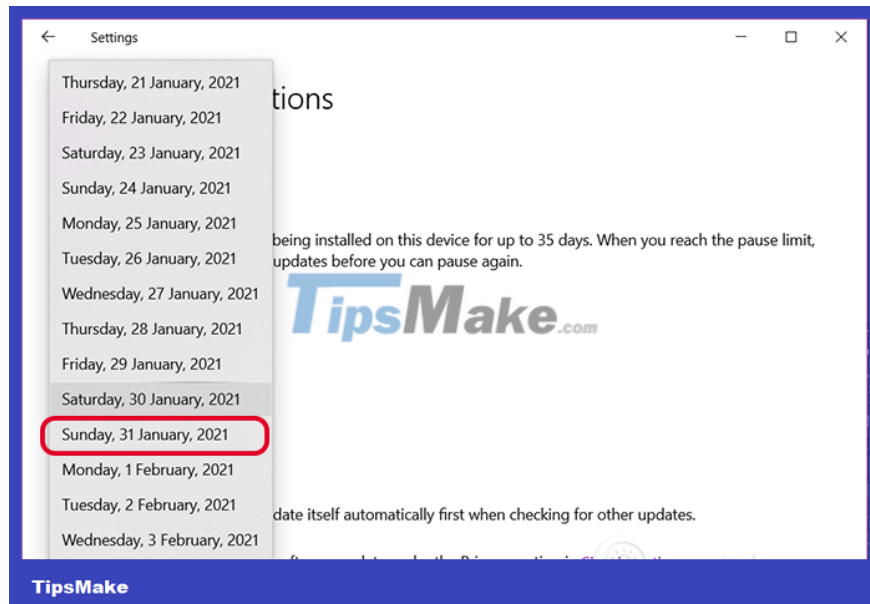 Settings
Thursday, 21 January, 2021
tions
Friday, 22 January, 2021
Saturday, 23 January, 2021
Sunday, 24 January, 2021
Monday, 25 January, 2021
being installed on this device for up to 35 days. When you reach the pause limit,
Tuesday, 26 January, 2021
updates before you can pause again.
Wednesday, 27 January, 2021
TipsMake.com
Thursday, 28 January, 2021
Friday, 29 January, 2021
Saturday, 30 January, 2021
Sunday, 31 January, 2021
Monday, 1 February, 2021
Tuesday, 2 February, 2021
date itself automatically first when checking for other updates.
Wednesday, 3 February, 2021
TipsMake